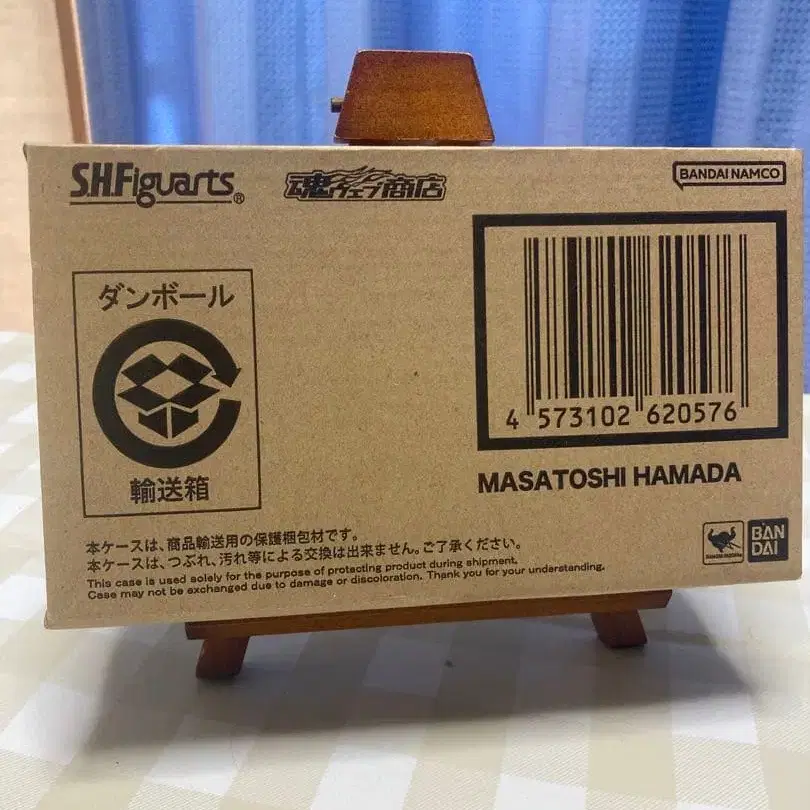 S.H.Figuarts®
魂ウェブ商店
BANDAI NAMCO
ダンボール
輸送箱
4 573102 620576
MASATOSHI HAMADA
本ケースは、商品輸送用の保護梱包材です。
本ケースは、つぶれ、汚れ等による交換は出来ません。ご了承ください。
This case is used solely for the purpose of protecting product during shipment.
Case may not be exchanged due to damage or discoloration. Thank you for your understanding.
BAN
DAI